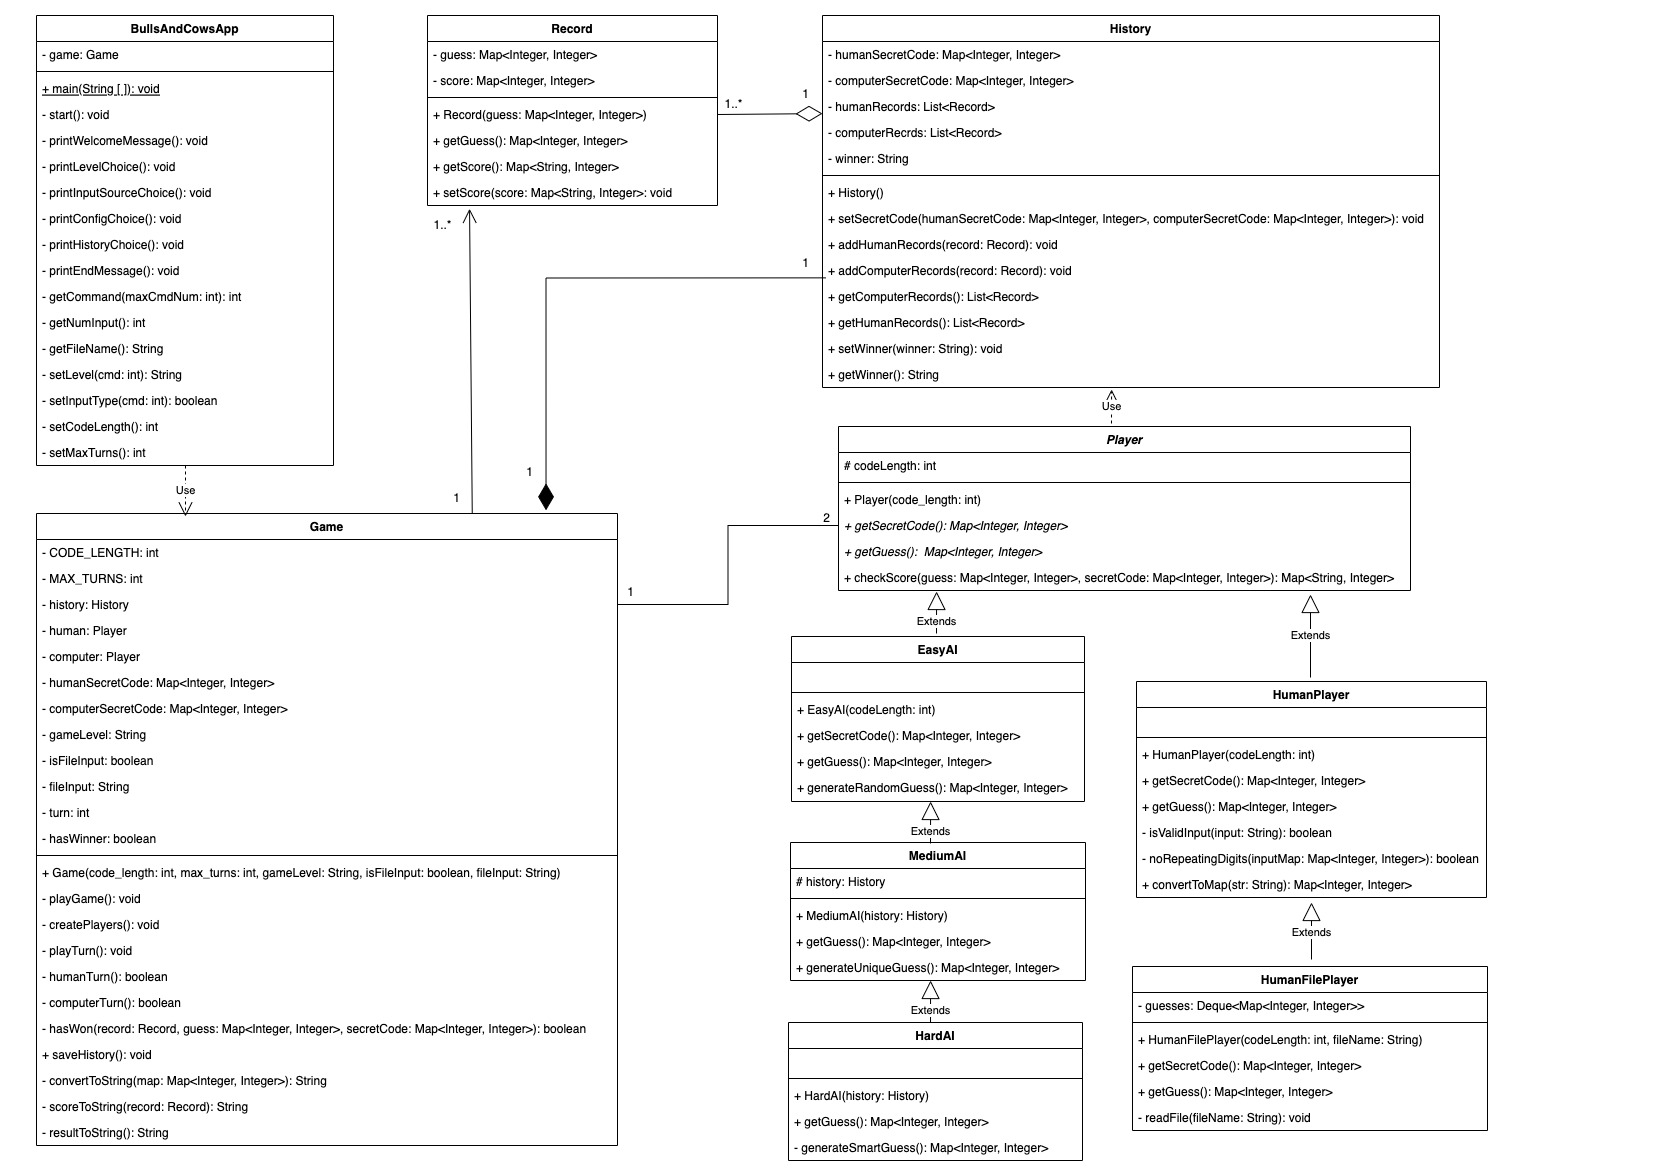 BullsAndCowsApp
- game: Game
+ main(String [ ]): void
- start(): void
- printWelcomeMessage(): void
- printLevelChoice(): void
- printInputSourceChoice(): void
- printConfigChoice(): void
- printHistoryChoice(): void
- printEndMessage(): void
- getCommand(maxCmdNum: int): int
- getNumInput(): int
- getFileName(): String
- setLevel(cmd: int): String
- setInputType(cmd: int): boolean
- setCodeLength(): int
- setMaxTurns(): int
Use
Record
- guess: Map<Integer, Integer>
- score: Map<Integer, Integer>
+ Record(guess: Map<Integer, Integer>)
+ getGuess(): Map<Integer, Integer>
+ getScore(): Map<String, Integer>
+ setScore(score: Map<String, Integer>: void
1..*
1
1..*
1
History
- humanSecretCode: Map<Integer, Integer>
- computerSecretCode: Map<Integer, Integer>
- humanRecords: List<Record>
- computerRecrds: List<Record>
- winner: String
+ History()
+ setSecretCode(humanSecretCode: Map<Integer, Integer>, computerSecretCode: Map<Integer, Integer>): void
+ addHumanRecords(record: Record): void
+ addComputerRecords(record: Record): void
+ getComputerRecords(): List<Record>
+ getHumanRecords(): List<Record>
+ setWinner(winner: String): void
+ getWinner(): String
Use
1
1
Game
- CODE_LENGTH: int
- MAX_TURNS: int
- history: History
- human: Player
- computer: Player
- humanSecretCode: Map<Integer, Integer>
- computerSecretCode: Map<Integer, Integer>
- gameLevel: String
- isFileInput: boolean
- fileInput: String
- turn: int
- hasWinner: boolean
+ Game(code_length: int, max_turns: int, gameLevel: String, isFileInput: boolean, fileInput: String)
- playGame(): void
- createPlayers(): void
- playTurn(): void
- humanTurn(): boolean
- computerTurn(): boolean
- hasWon(record: Record, guess: Map<Integer, Integer>, secretCode: Map<Integer, Integer>): boolean
+ saveHistory(): void
- convertToString(map: Map<Integer, Integer>): String
- scoreToString(record: Record): String
- resultToString(): String
1
2
Player
# codeLength: int
+ Player(code_length: int)
+ getSecretCode(): Map<Integer, Integer>
+ getGuess():  Map<Integer, Integer>
+ checkScore(guess: Map<Integer, Integer>, secretCode: Map<Integer, Integer>): Map<String, Integer>
Extends
Extends
EasyAI
+ EasyAI(codeLength: int)
+ getSecretCode(): Map<Integer, Integer>
+ getGuess(): Map<Integer, Integer>
+ generateRandomGuess(): Map<Integer, Integer>
Extends
MediumAI
# history: History
+ MediumAI(history: History)
+ getGuess(): Map<Integer, Integer>
+ generateUniqueGuess(): Map<Integer, Integer>
Extends
HardAI
+ HardAI(history: History)
+ getGuess(): Map<Integer, Integer>
- generateSmartGuess(): Map<Integer, Integer>
HumanPlayer
+ HumanPlayer(codeLength: int)
+ getSecretCode(): Map<Integer, Integer>
+ getGuess(): Map<Integer, Integer>
- isValidInput(input: String): boolean
- noRepeatingDigits(inputMap: Map<Integer, Integer>): boolean
+ convertToMap(str: String): Map<Integer, Integer>
Extends
HumanFilePlayer
- guesses: Deque<Map<Integer, Integer>>
+ HumanFilePlayer(codeLength: int, fileName: String)
+ getSecretCode(): Map<Integer, Integer>
+ getGuess(): Map<Integer, Integer>
- readFile(fileName: String): void